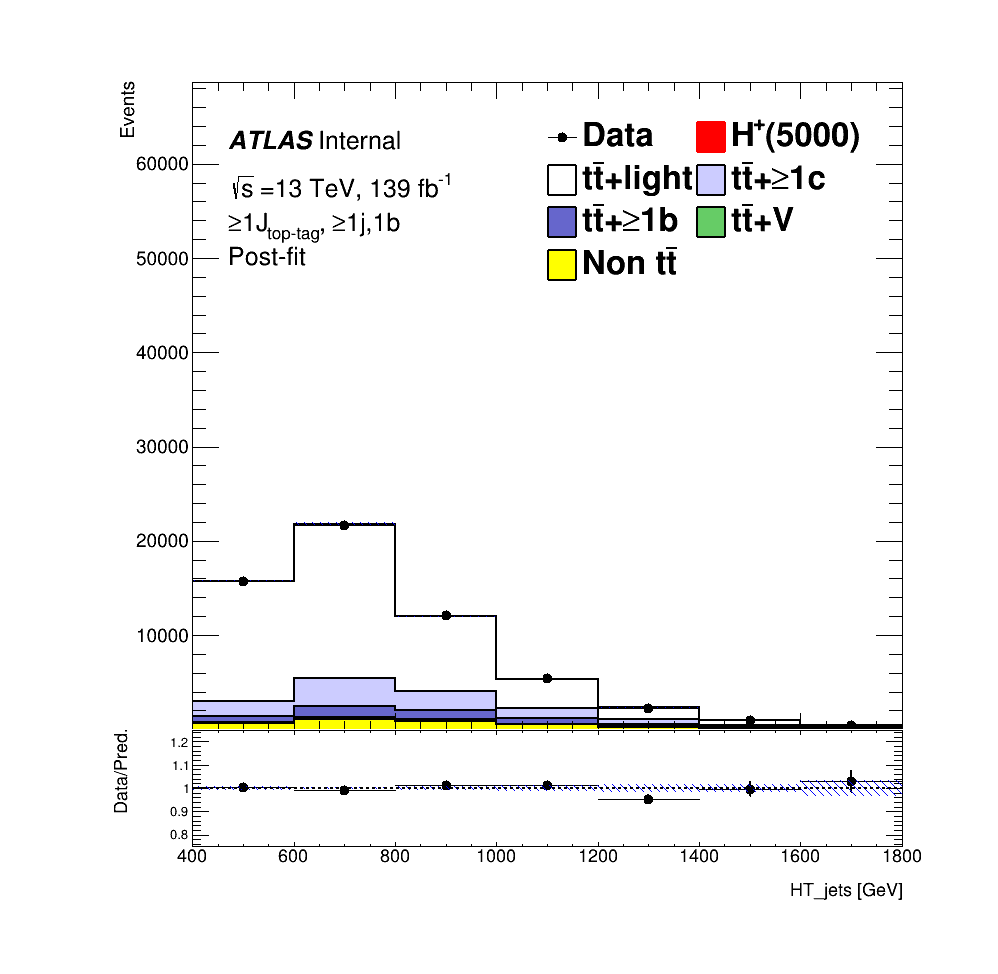 Events
60000
50000
40000
30000
20000
10000
ATLAS Internal
√s =13 TeV, 139 fb⁻¹
≥1J_top-tag, ≥1j,1b
Post-fit
Data
H⁺(5000)
tt̄+light
tt̄+≥1c
tt̄+≥1b
tt̄+V
Non tt̄
Data/Pred.
1.2
1.1
1
0.9
0.8
400 600 800 1000 1200 1400 1600 1800
HT_jets [GeV]